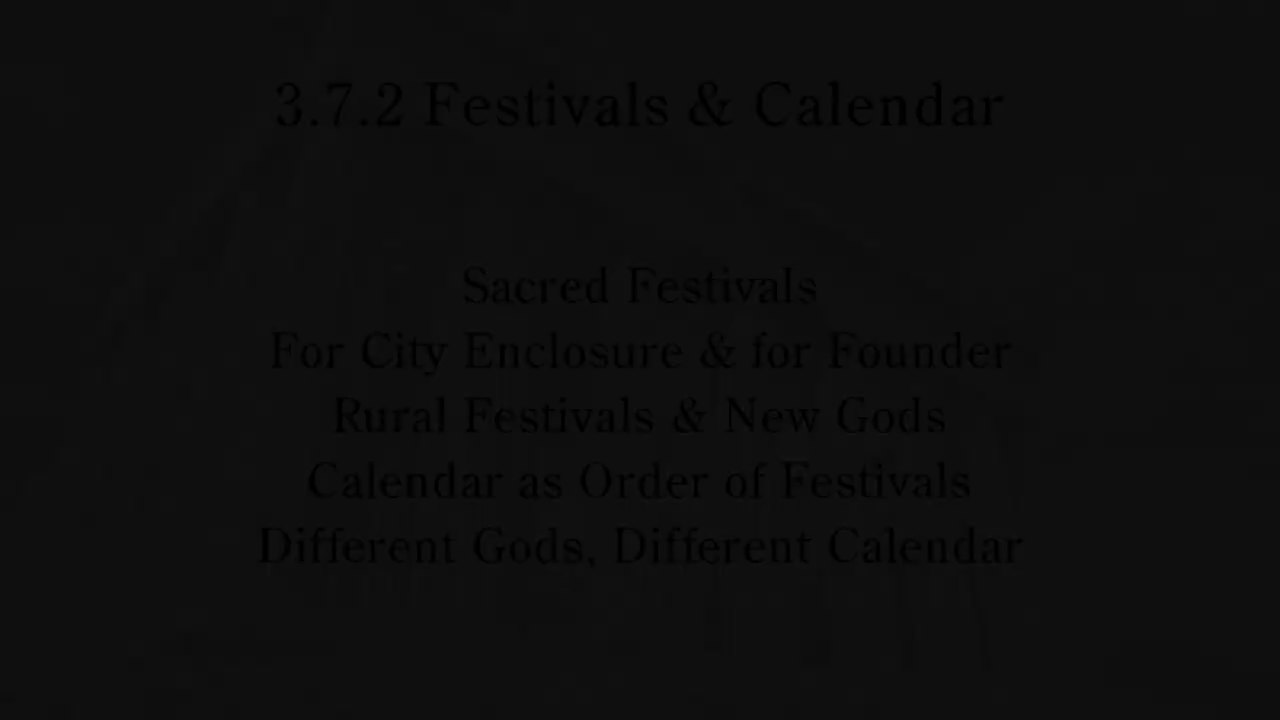 3.7.2 Festivals & Calendar
Sacred Festivals
For City Enclosure & for Founder
Rural Festivals & New Gods
Calendar as Order of Festivals
Different Gods, Different Calendar